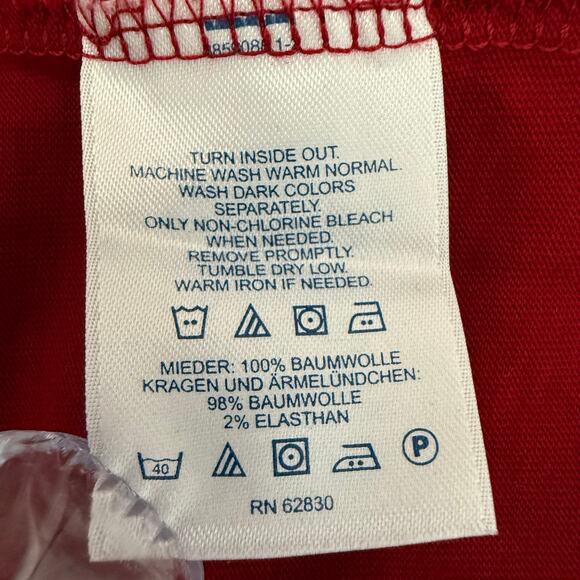 TURN INSIDE OUT.
MACHINE WASH WARM NORMAL.
WASH DARK COLORS
SEPARATELY.
ONLY NON-CHLORINE BLEACH
WHEN NEEDED.
REMOVE PROMPTLY.
TUMBLE DRY LOW.
WARM IRON IF NEEDED.
MIEDER: 100% BAUMWOLLE
KRAGEN UND ÄRMELÜNDCHEN:
98% BAUMWOLLE
2% ELASTHAN
40 P
RN 62830